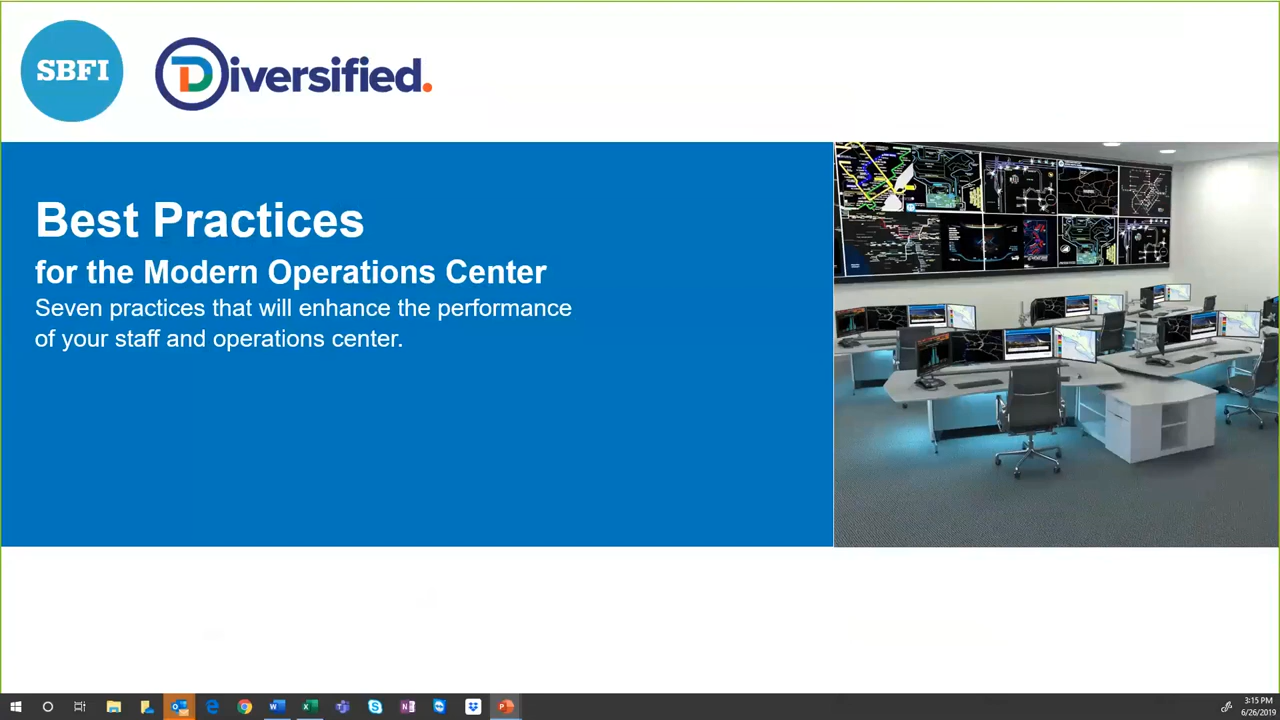 SBFI
Diversified.
Best Practices
for the Modern Operations Center
Seven practices that will enhance the performance
of your staff and operations center.
3:15 PM
6/26/2019